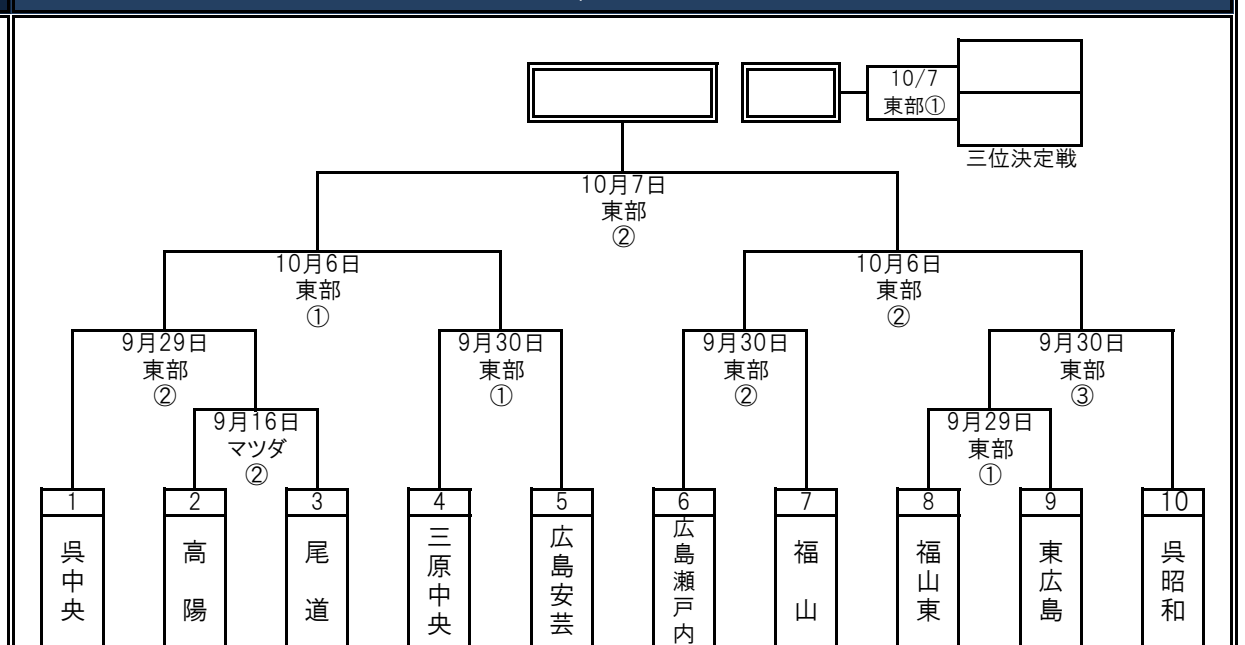 10/7
東部①
三位決定戦
10月7日
東部
②
10月6日
東部
①
10月6日
東部
②
9月29日
東部
②
9月30日
東部
①
9月30日
東部
②
9月30日
東部
③
9月16日
マツダ
②
9月29日
東部
①
1
2
3
4
5
6
7
8
9
10
呉中央
高陽
尾道
三原中央
広島安芸
広島瀬戸内
福山
福山東
東広島
呉昭和